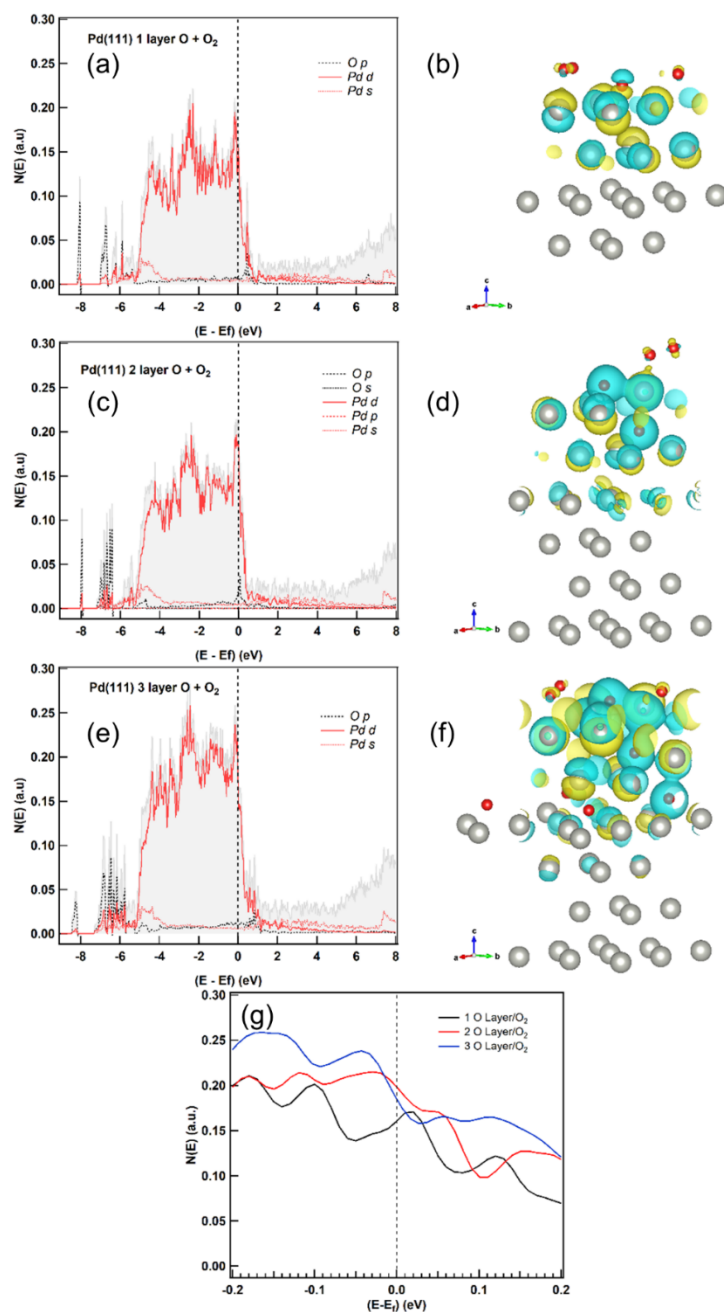 0.30
0.25
0.20
0.15
0.10
0.05
0.00
N(E) (a.u)
Pd(111) 1 layer O + O₂
(a)
O p
Pd d
Pd s
-8 -6 -4 -2 0 2 4 6 8
(E - Ef) (eV)
(b)
c
a b
0.30
0.25
0.20
0.15
0.10
0.05
0.00
N(E) (a.u)
Pd(111) 2 layer O + O₂
(c)
O p
O s
Pd d
Pd p
Pd s
-8 -6 -4 -2 0 2 4 6 8
(E - Ef) (eV)
(d)
c
a b
0.30
0.25
0.20
0.15
0.10
0.05
0.00
N(E) (a.u)
Pd(111) 3 layer O + O₂
(e)
O p
Pd d
Pd s
-8 -6 -4 -2 0 2 4 6 8
(E - Ef) (eV)
(f)
c
a b
0.30
0.25
0.20
0.15
0.10
0.05
0.00
N(E) (a.u.)
(g)
1 O Layer/O₂
2 O Layer/O₂
3 O Layer/O₂
-0.2 -0.1 0.0 0.1 0.2
(E-Ef) (eV)